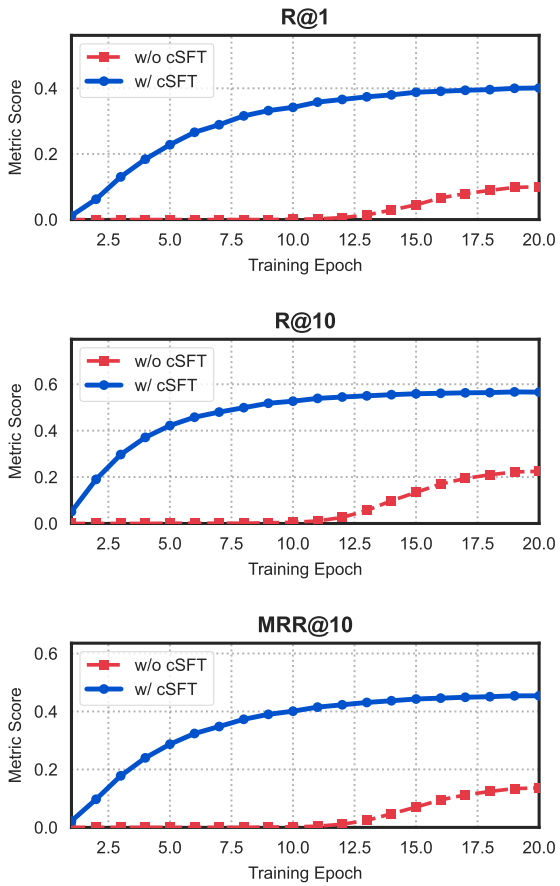 R@1
w/o cSFT
w/ cSFT
Metric Score
0.4
0.2
0.0
2.5 5.0 7.5 10.0 12.5 15.0 17.5 20.0
Training Epoch
R@10
w/o cSFT
w/ cSFT
Metric Score
0.6
0.4
0.2
0.0
2.5 5.0 7.5 10.0 12.5 15.0 17.5 20.0
Training Epoch
MRR@10
w/o cSFT
w/ cSFT
Metric Score
0.6
0.4
0.2
0.0
2.5 5.0 7.5 10.0 12.5 15.0 17.5 20.0
Training Epoch